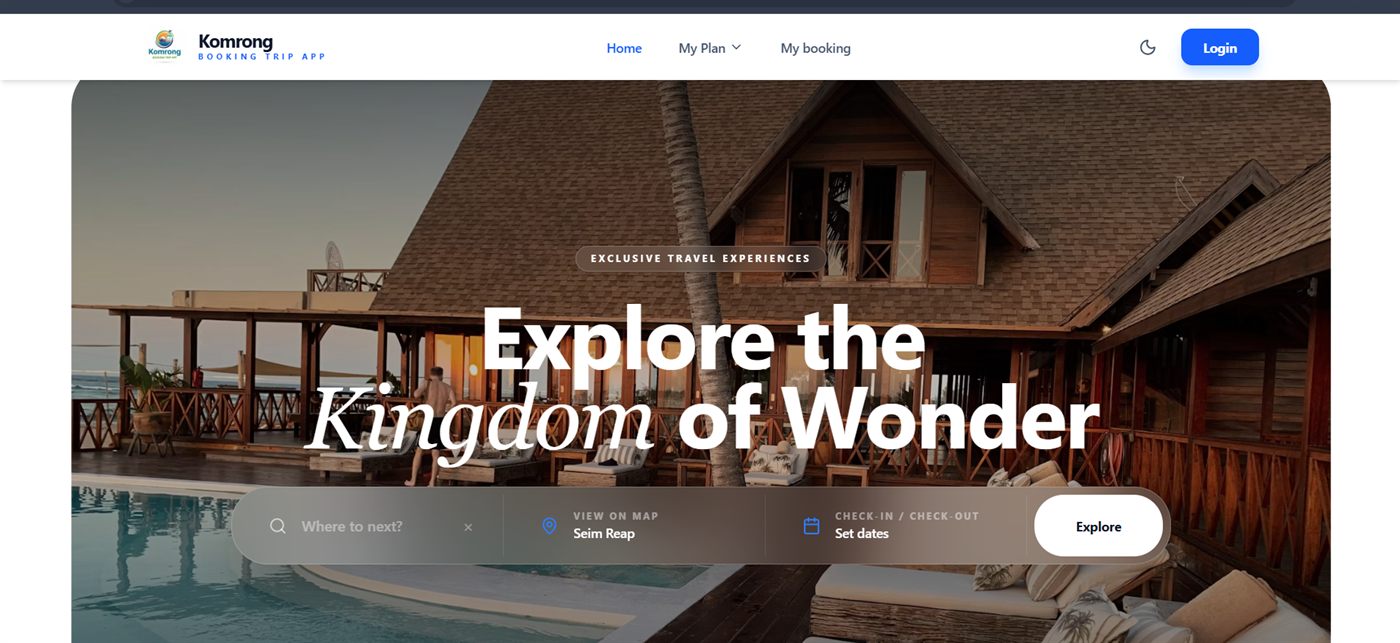 Komrong
Komrong
BOOKING TRIP APP
Home
My Plan
My booking
Login
EXCLUSIVE TRAVEL EXPERIENCES
Explore the
Kingdom of Wonder
Where to next?
×
VIEW ON MAP
Seim Reap
CHECK-IN / CHECK-OUT
Set dates
Explore